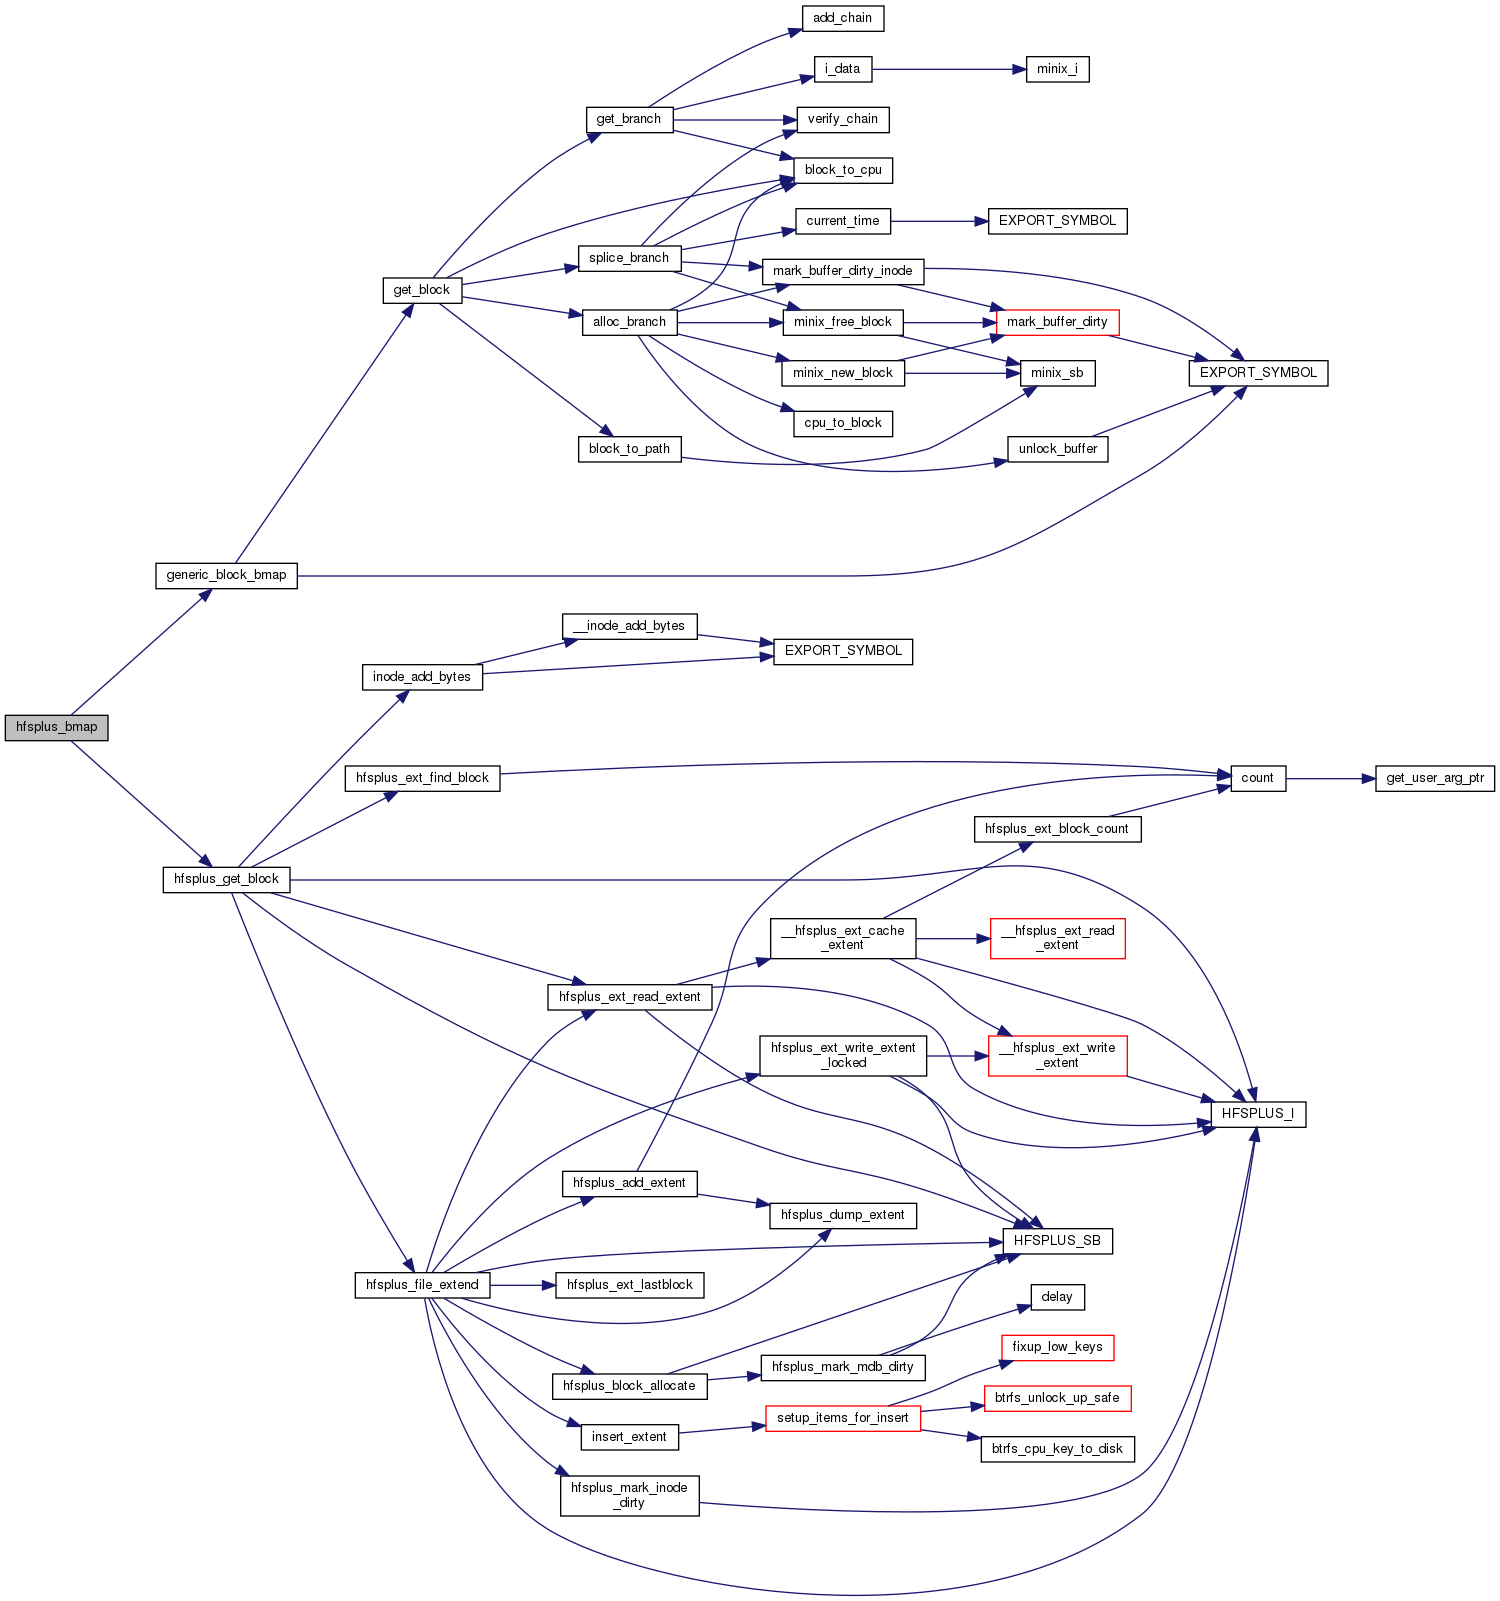 add_chain
i_data
minix_i
get_branch
verify_chain
block_to_cpu
current_time
EXPORT_SYMBOL
splice_branch
mark_buffer_dirty_inode
get_block
alloc_branch
minix_free_block
mark_buffer_dirty
minix_new_block
minix_sb
EXPORT_SYMBOL
cpu_to_block
block_to_path
unlock_buffer
generic_block_bmap
__inode_add_bytes
EXPORT_SYMBOL
inode_add_bytes
hfsplus_bmap
hfsplus_ext_find_block
count
get_user_arg_ptr
hfsplus_ext_block_count
hfsplus_get_block
__hfsplus_ext_cache
_extent
__hfsplus_ext_read
_extent
hfsplus_ext_read_extent
hfsplus_ext_write_extent
_locked
__hfsplus_ext_write
_extent
HFSPLUS_I
hfsplus_add_extent
hfsplus_dump_extent
HFSPLUS_SB
hfsplus_file_extend
hfsplus_ext_lastblock
delay
fixup_low_keys
hfsplus_mark_mdb_dirty
hfsplus_block_allocate
btrfs_unlock_up_safe
setup_items_for_insert
insert_extent
btrfs_cpu_key_to_disk
hfsplus_mark_inode
_dirty